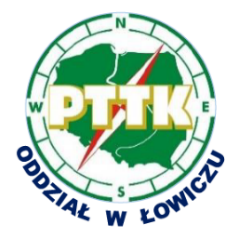 N
W PTTK E
S
ODDZIAŁ W ŁOWICZU